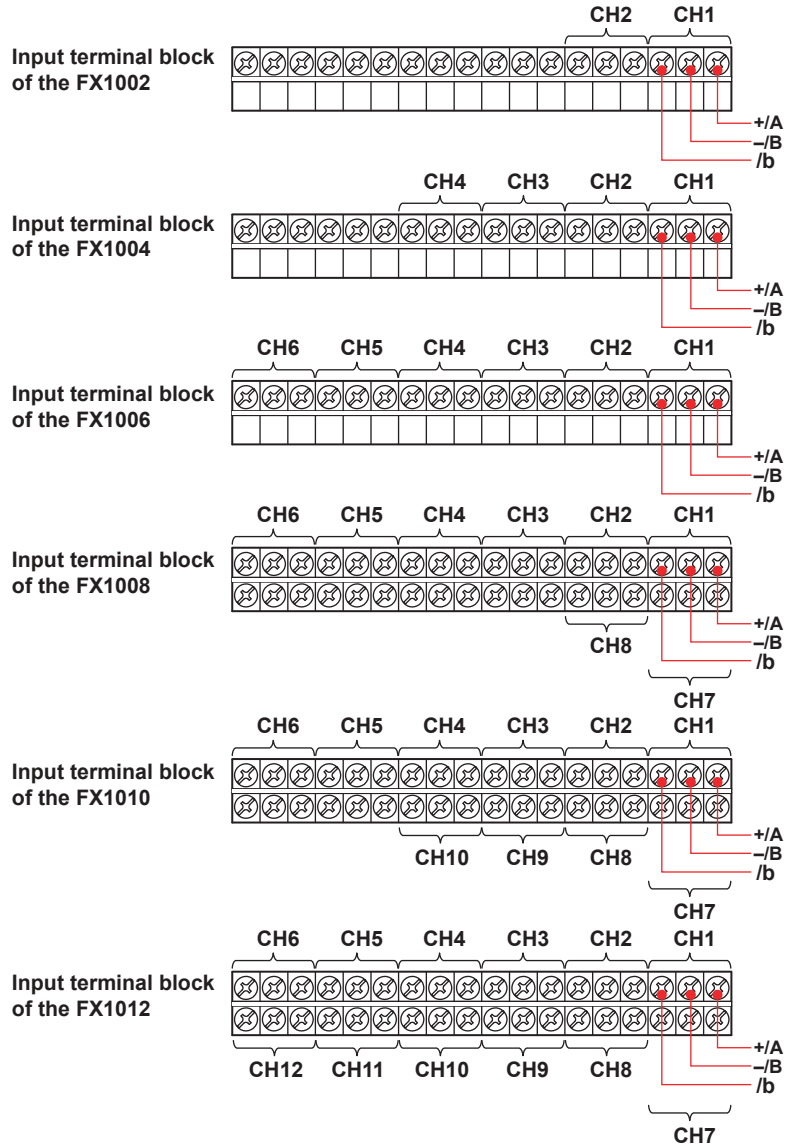 CH2 CH1
Input terminal block
of the FX1002
+/A
–/B
/b
CH4 CH3 CH2 CH1
Input terminal block
of the FX1004
+/A
–/B
/b
CH6 CH5 CH4 CH3 CH2 CH1
Input terminal block
of the FX1006
+/A
–/B
/b
CH6 CH5 CH4 CH3 CH2 CH1
Input terminal block
of the FX1008
+/A
–/B
/b
CH8
CH7
CH6 CH5 CH4 CH3 CH2 CH1
Input terminal block
of the FX1010
+/A
–/B
/b
CH10 CH9 CH8
CH7
CH6 CH5 CH4 CH3 CH2 CH1
Input terminal block
of the FX1012
+/A
–/B
/b
CH12 CH11 CH10 CH9 CH8
CH7